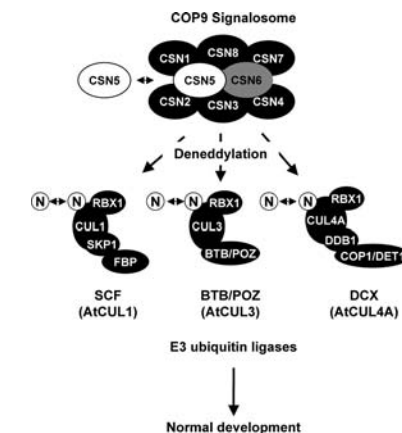 COP9 Signalosome
CSN8
CSN1 CSN7
CSN5 CSN5 CSN6
CSN2 CSN4
CSN3
Deneddylation
N N RBX1 N N RBX1 N N RBX1
CUL1 CUL3 CUL4A
SKP1 BTB/POZ DDB1
FBP COP1/DET1
SCF BTB/POZ DCX
(AtCUL1) (AtCUL3) (AtCUL4A)
E3 ubiquitin ligases
Normal development